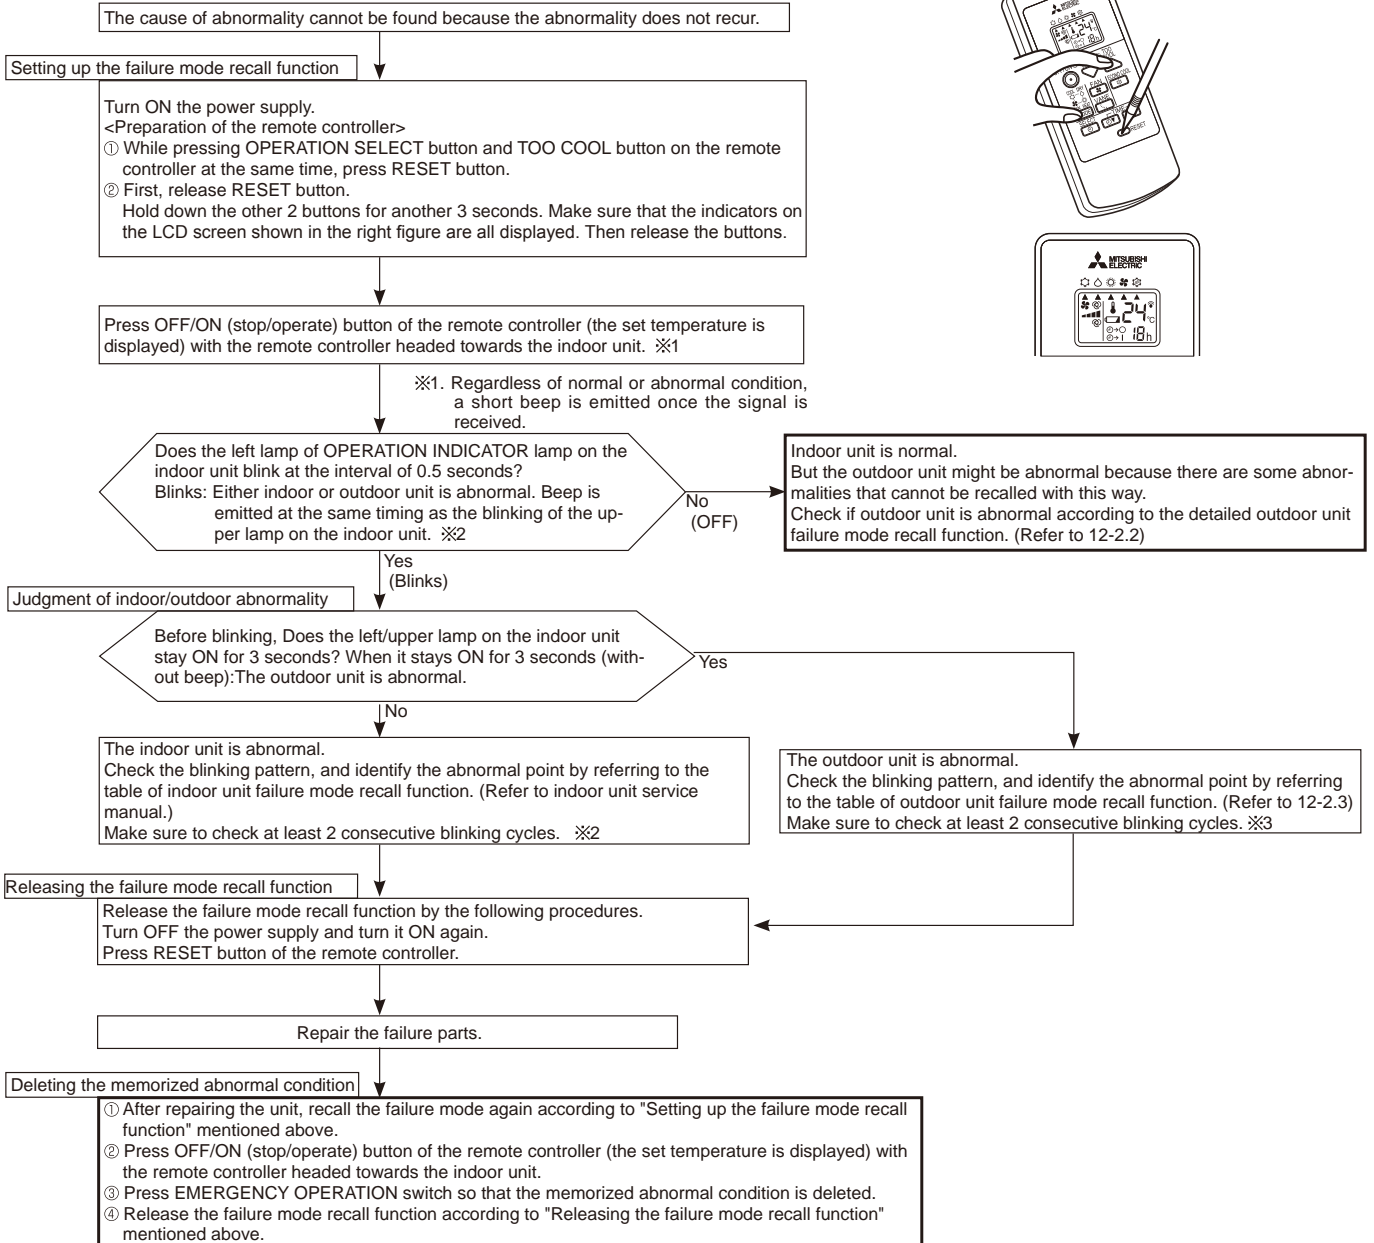 The cause of abnormality cannot be found because the abnormality does not recur.
Setting up the failure mode recall function
Turn ON the power supply.
<Preparation of the remote controller>
① While pressing OPERATION SELECT button and TOO COOL button on the remote
controller at the same time, press RESET button.
② First, release RESET button.
Hold down the other 2 buttons for another 3 seconds. Make sure that the indicators on
the LCD screen shown in the right figure are all displayed. Then release the buttons.
FAN
VANE
RESET
MITSUBISHI
ELECTRIC
24°C
18h
Press OFF/ON (stop/operate) button of the remote controller (the set temperature is
displayed) with the remote controller headed towards the indoor unit. ※1
※1. Regardless of normal or abnormal condition,
a short beep is emitted once the signal is
received.
Does the left lamp of OPERATION INDICATOR lamp on the
indoor unit blink at the interval of 0.5 seconds?
Blinks: Either indoor or outdoor unit is abnormal. Beep is
emitted at the same timing as the blinking of the up-
per lamp on the indoor unit. ※2
No
(OFF)
Indoor unit is normal.
But the outdoor unit might be abnormal because there are some abnor-
malities that cannot be recalled with this way.
Check if outdoor unit is abnormal according to the detailed outdoor unit
failure mode recall function. (Refer to 12-2.2)
Yes
(Blinks)
Judgment of indoor/outdoor abnormality
Before blinking, Does the left/upper lamp on the indoor unit
stay ON for 3 seconds? When it stays ON for 3 seconds (with-
out beep):The outdoor unit is abnormal.
Yes
No
The indoor unit is abnormal.
Check the blinking pattern, and identify the abnormal point by referring to the
table of indoor unit failure mode recall function. (Refer to indoor unit service
manual.)
Make sure to check at least 2 consecutive blinking cycles. ※2
The outdoor unit is abnormal.
Check the blinking pattern, and identify the abnormal point by referring
to the table of outdoor unit failure mode recall function. (Refer to 12-2.3)
Make sure to check at least 2 consecutive blinking cycles. ※3
Releasing the failure mode recall function
Release the failure mode recall function by the following procedures.
Turn OFF the power supply and turn it ON again.
Press RESET button of the remote controller.
Repair the failure parts.
Deleting the memorized abnormal condition
① After repairing the unit, recall the failure mode again according to "Setting up the failure mode recall
function" mentioned above.
② Press OFF/ON (stop/operate) button of the remote controller (the set temperature is displayed) with
the remote controller headed towards the indoor unit.
③ Press EMERGENCY OPERATION switch so that the memorized abnormal condition is deleted.
④ Release the failure mode recall function according to "Releasing the failure mode recall function"
mentioned above.